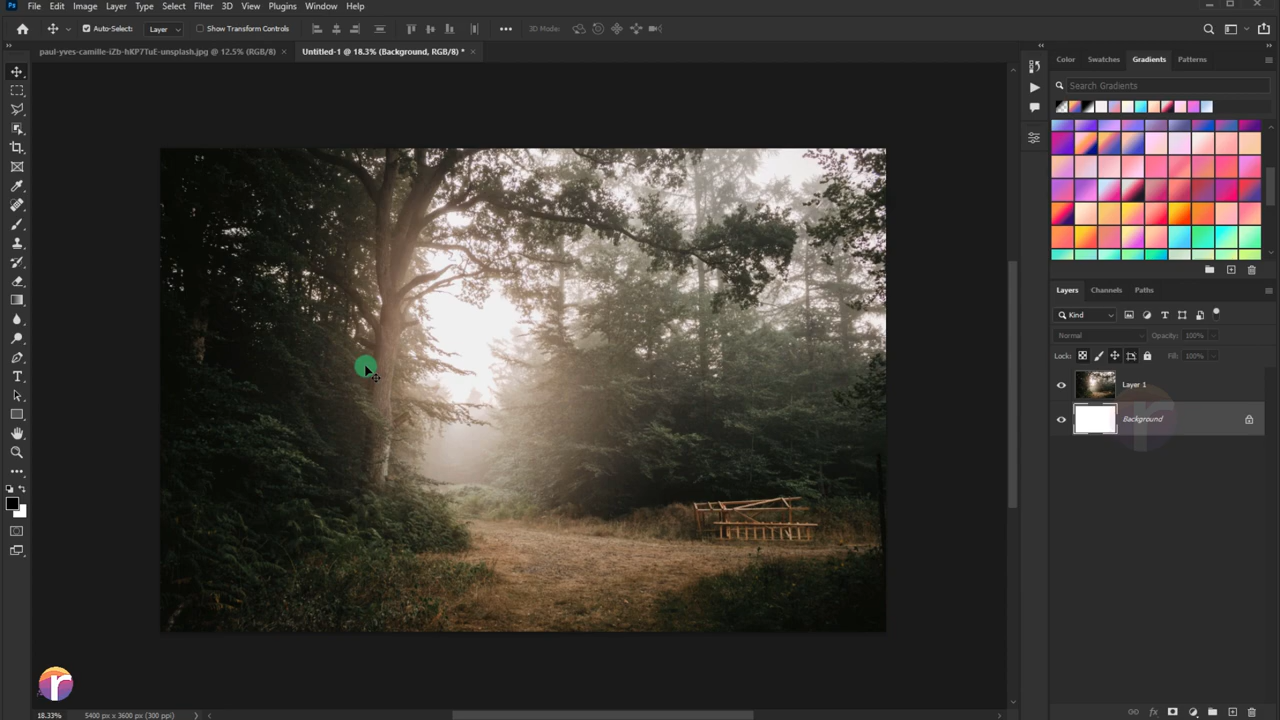 Ps File Edit Image Layer Type Select Filter 3D View Plugins Window Help
Auto-Select: Layer Show Transform Controls 3D Mode:
paul-yves-camille-iZb-hKP7TuE-unsplash.jpg @ 12.5% (RGB/8) × Untitled-1 @ 18.3% (Background, RGB/8) * ×
Color Swatches Gradients Patterns
Search Gradients
Layers Channels Paths
Kind
Normal Opacity: 100%
Lock: Fill: 100%
Layer 1
Background
r
18.33% 5400 px x 3600 px (300 ppi)